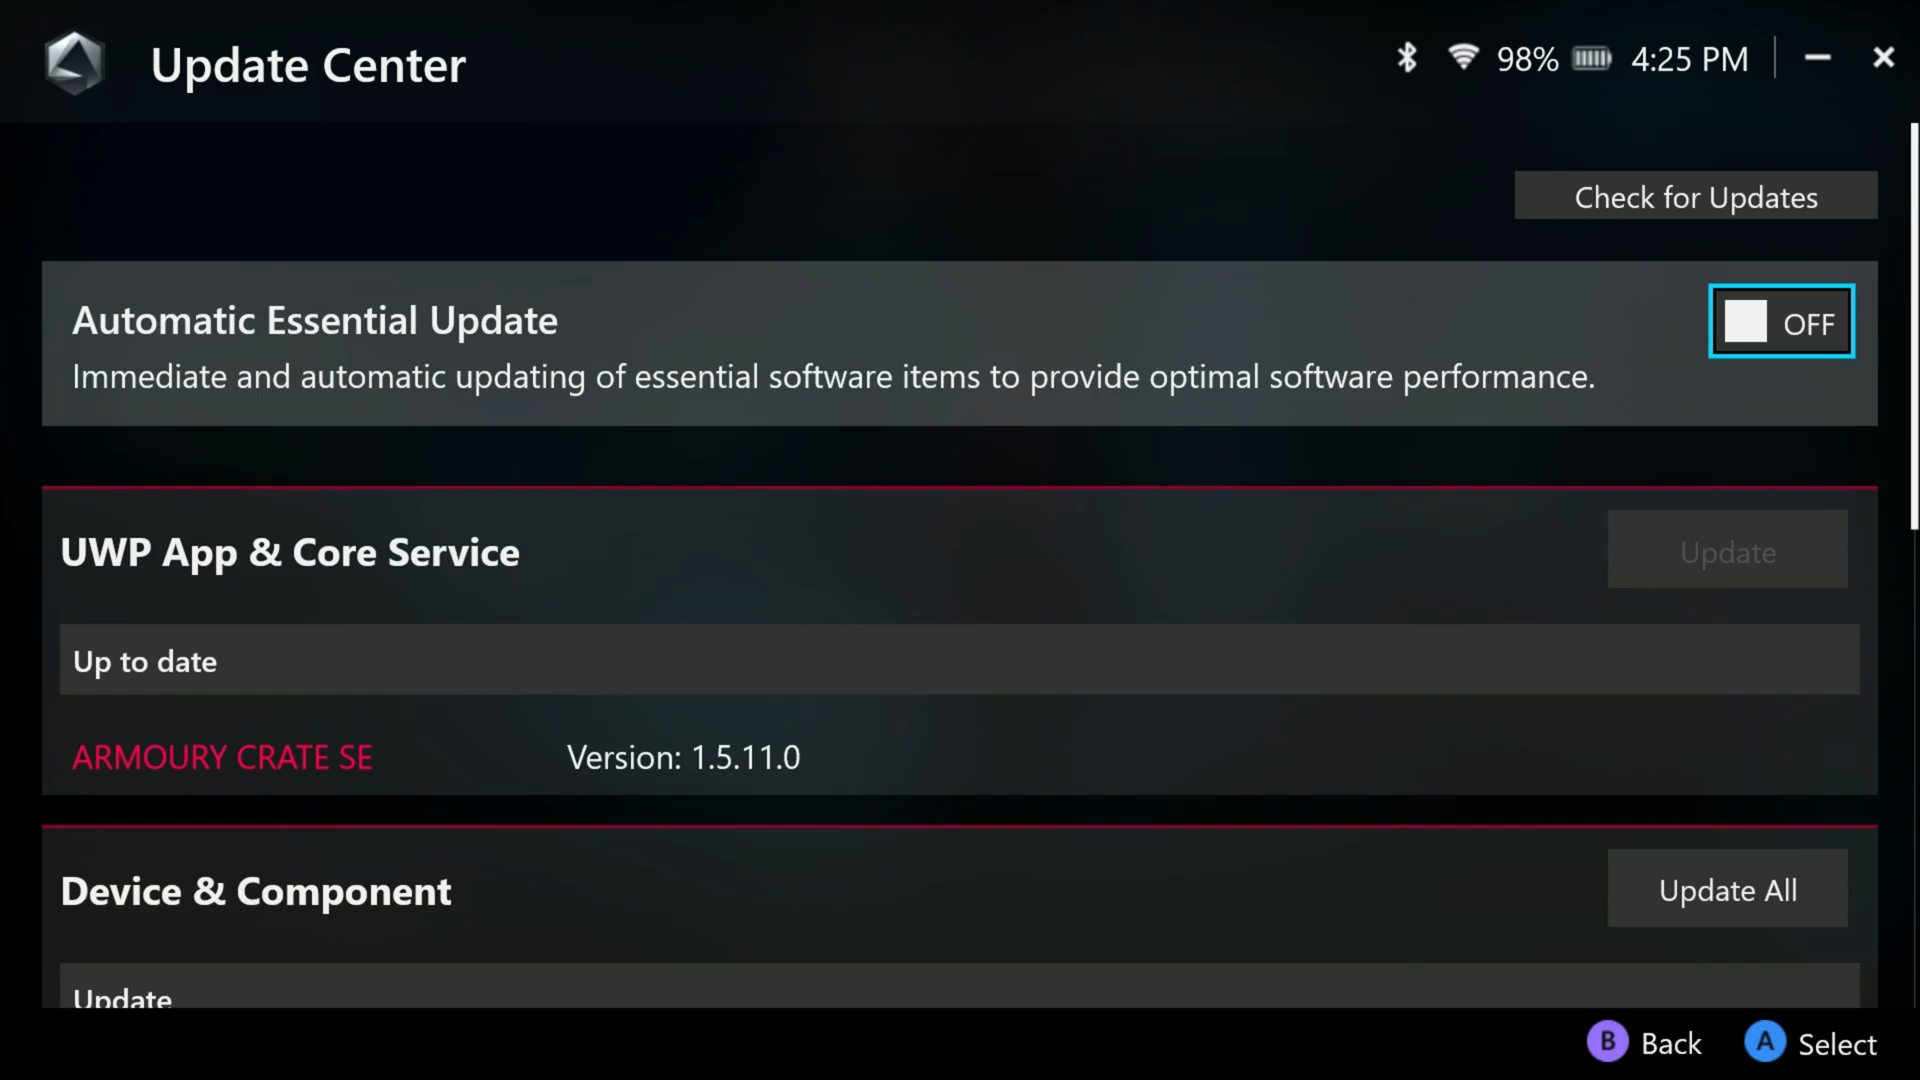 Update Center
98%
4:25 PM
Check for Updates
Automatic Essential Update
OFF
Immediate and automatic updating of essential software items to provide optimal software performance.
UWP App & Core Service
Update
Up to date
ARMOURY CRATE SE
Version: 1.5.11.0
Device & Component
Update All
Update
B Back
A Select